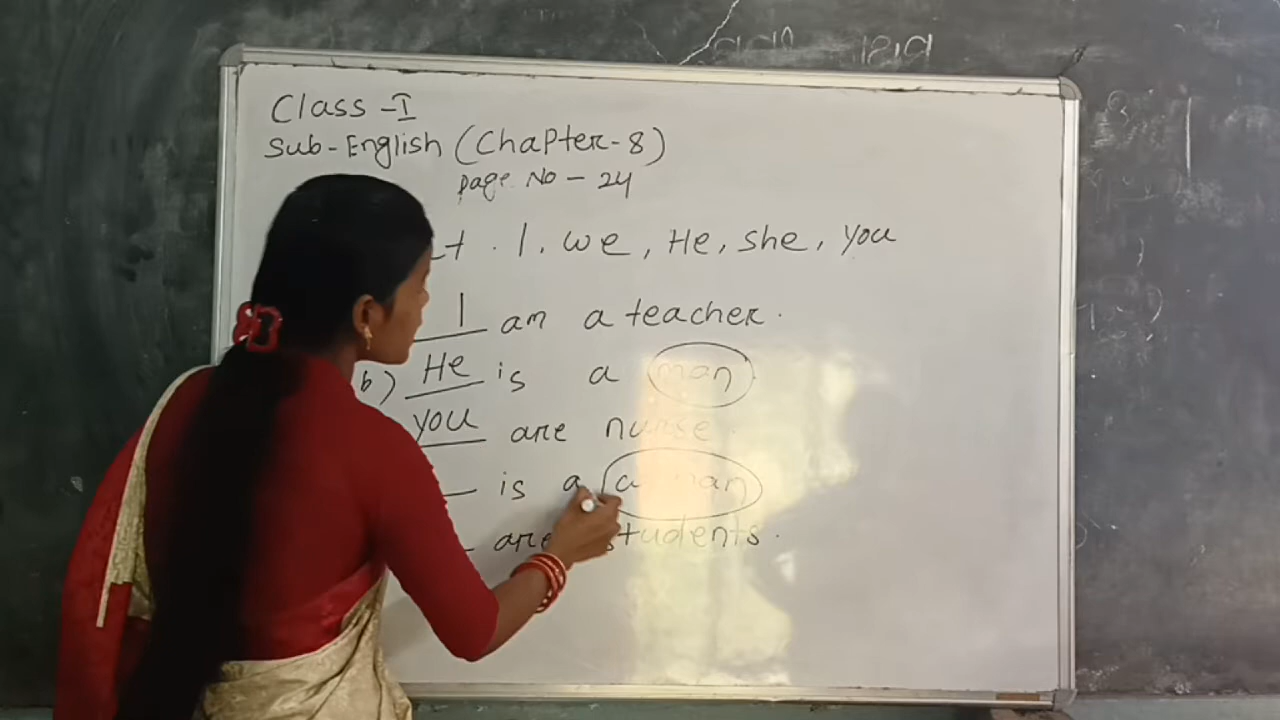 Class-I
Sub-English (Chapter-8)
Page No - 24
I, we, He, she, you
I am a teacher.
b) He is a man.
you are nurse.
is a
are students.